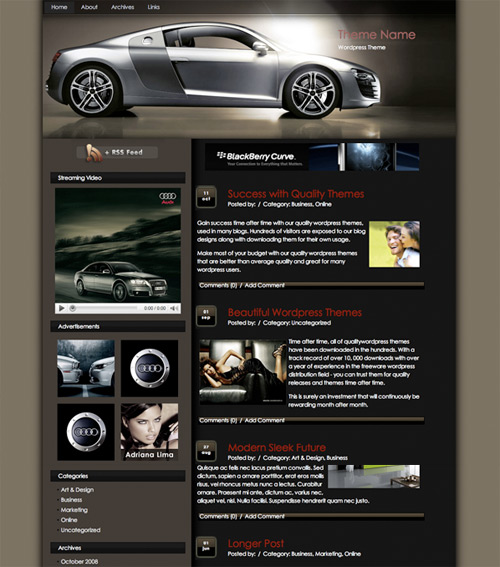 Home About Archives Links
Theme Name
Wordpress Theme
+ RSS Feed
BlackBerry Curve.
Your Connection to Everything that Matters.
Streaming Video
Audi
0:00 / 0:00
Advertisements
Adriana Lima
Categories
Art & Design
Business
Marketing
Online
Uncategorized
Archives
October 2008
11
oct
Success with Quality Themes
Posted by: / Category: Business, Online
Gain success time after time with our quality wordpress themes,
used in many blogs. Hundreds of visitors are exposed to our blog
designs along with downloading them for their own usage.
Make most of your budget with our quality wordpress themes
that are better than average quality and great for many
wordpress users.
Comments (0) / Add Comment
01
sep
Beautiful Wordpress Themes
Posted by: / Category: Uncategorized
Time after time, all of qualitywordpress themes
have been downloaded in the hundreds. With a
track record of over 10, 000 downloads with over
a year of experience in the freeware wordpress
distribution field - you can trust them for quality
releases and themes time after time.
This is surely an investment that will continuously be
rewarding month after month.
Comments (0) / Add Comment
27
aug
Modern Sleek Future
Posted by: / Category: Art & Design, Business
Quisque ac felis nec lacus pretium convallis. Sed
dictum, sapien a ornare porttitor, erat eros mollis
risus, vel rhoncus metus nunc a lectus. Curabitur
ornare. Praesent mi ante, dictum ac, varius nec,
aliquet vel, nisl. Nulla facilisi. Suspendisse hendrerit quam nec justo.
Comments (0) / Add Comment
01
jun
Longer Post
Posted by: / Category: Business, Marketing, Online